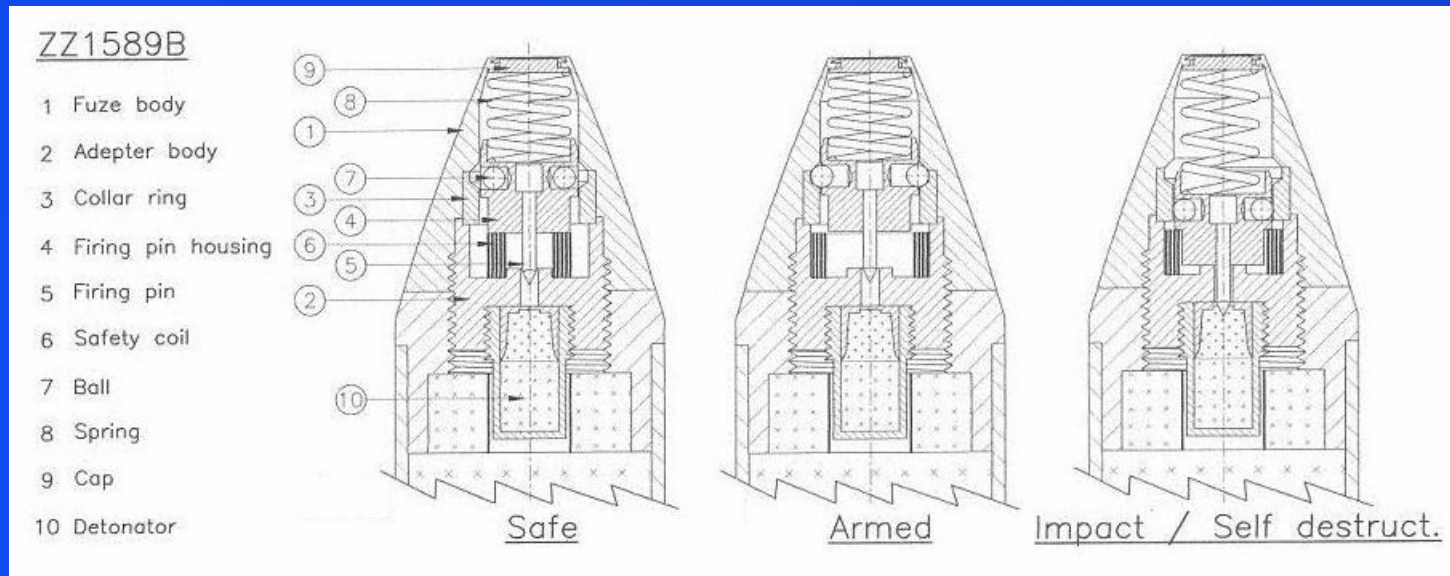 ZZ1589B
1 Fuze body
2 Adepter body
3 Collar ring
4 Firing pin housing
5 Firing pin
6 Safety coil
7 Ball
8 Spring
9 Cap
10 Detonator
9
8
1
7
3
4
6
5
2
10
Safe
Armed
Impact / Self destruct.